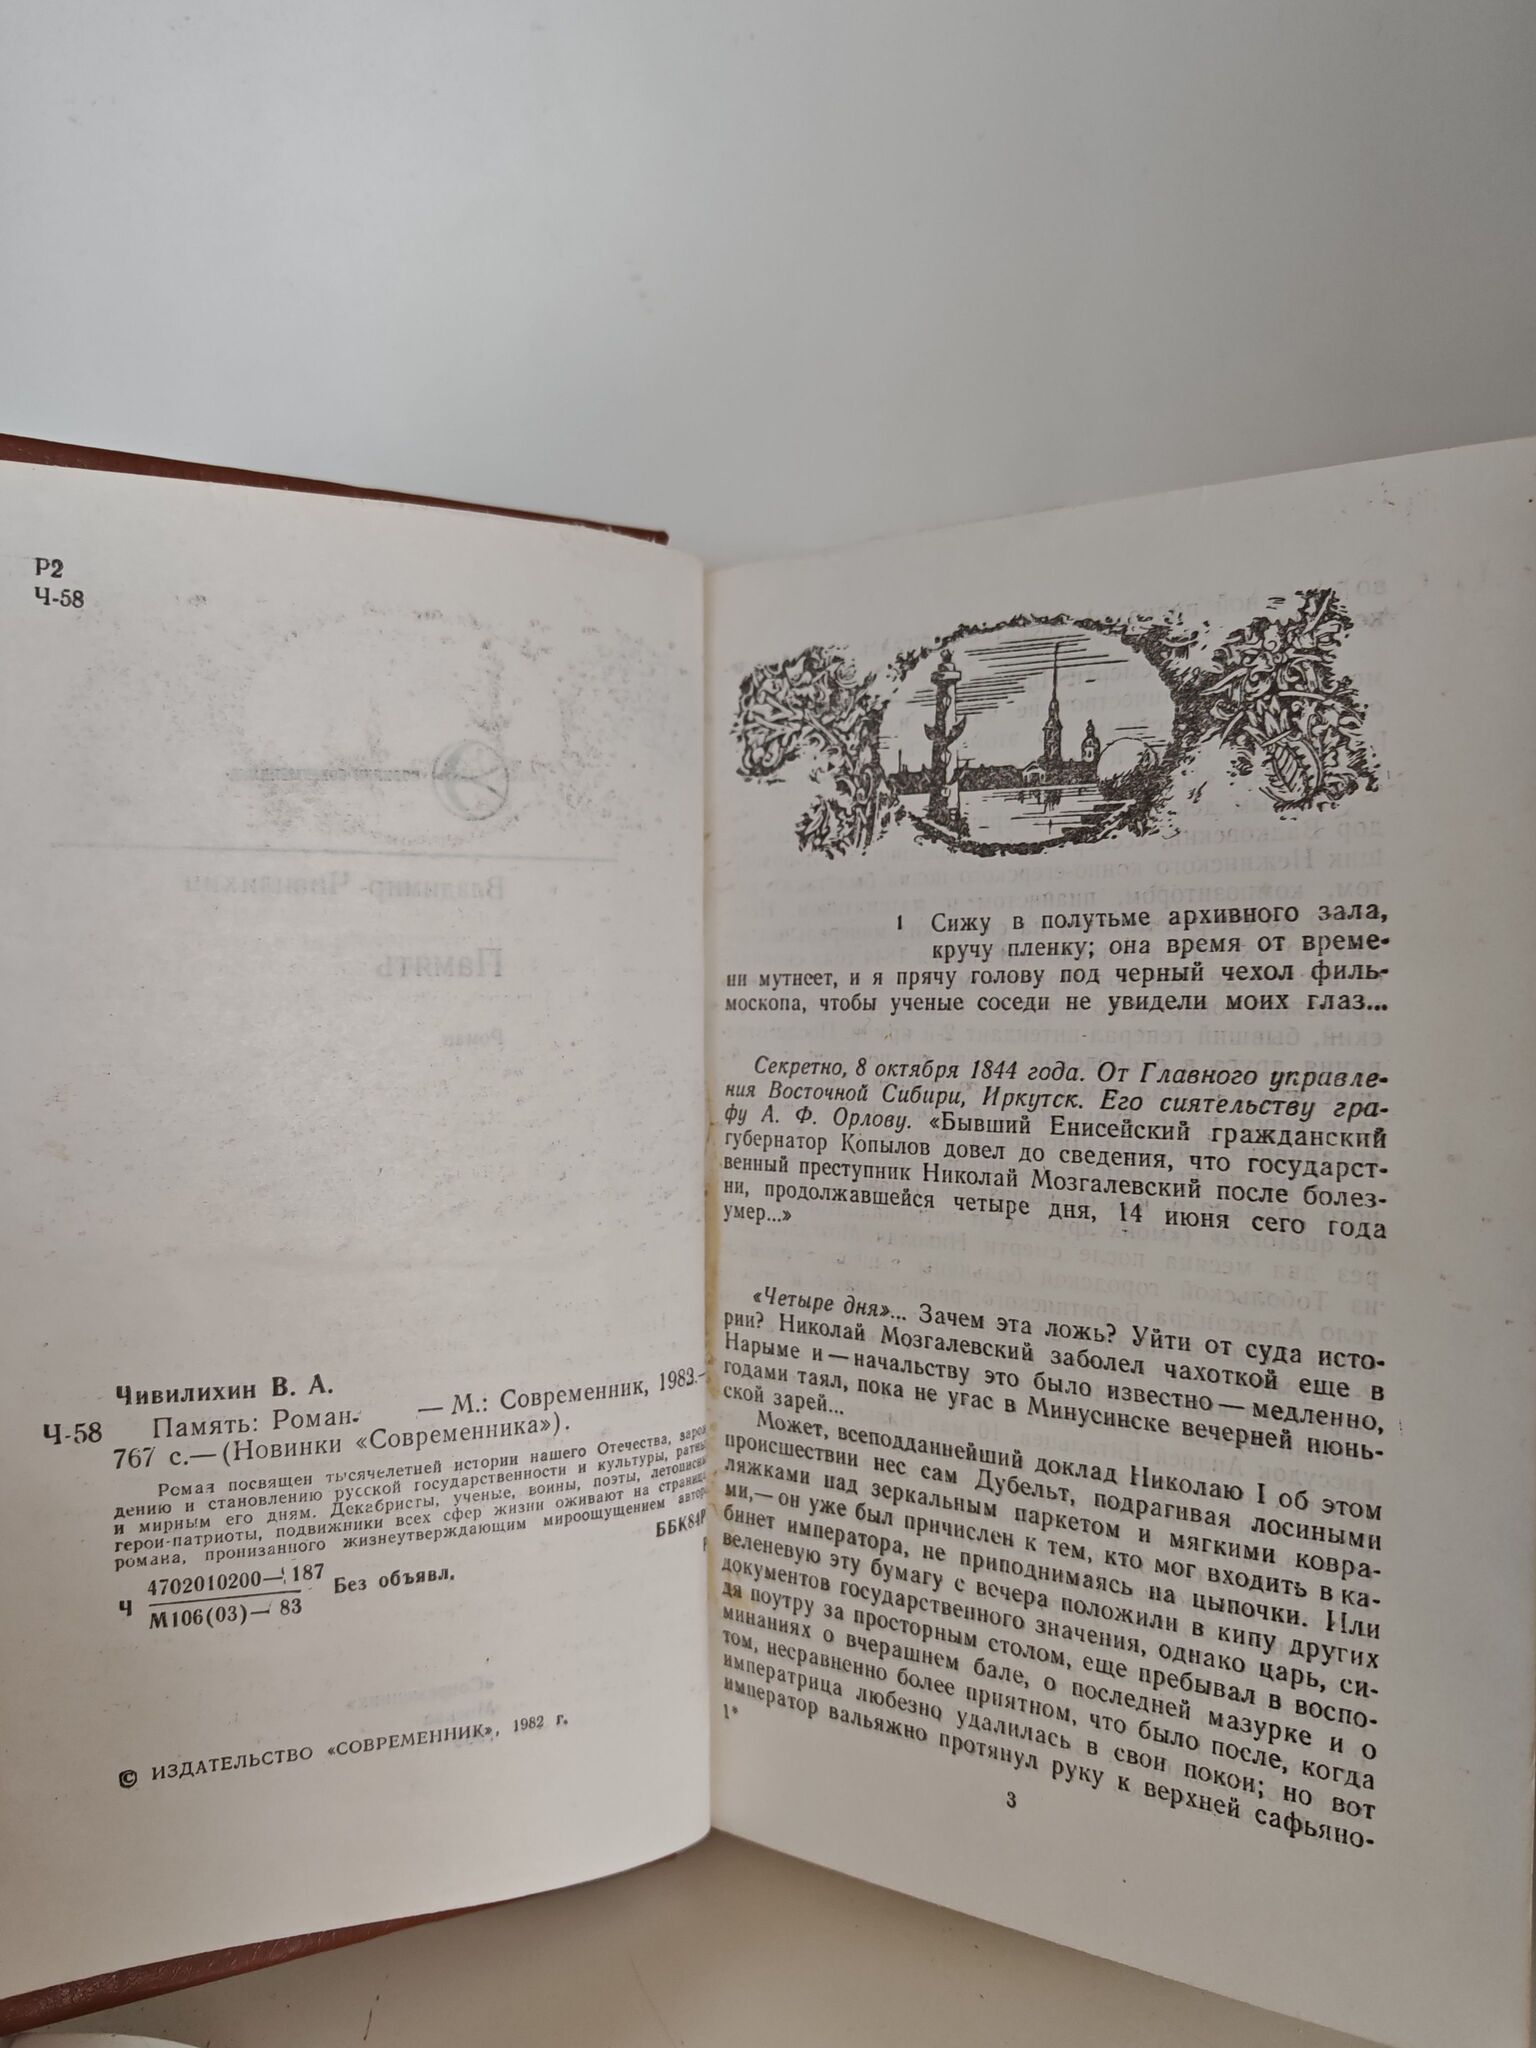 Р2
Ч-58
Чивилихин В. А.
Ч-58 Память: Роман. — М.: Современник, 1983.—
767 с.— (Новинки «Современника»).
Роман посвящен тысячелетней истории нашего Отечества, зарож
дению и становлению русской государственности и культуры, ратным
и мирным его дням. Декабристы, ученые, воины, поэты, летописцы
герои-патриоты, подвижники всех сфер жизни оживают на страницах
романа, пронизанного жизнеутверждающим мироощущением автора
ББК84Р
Ч 4702010200—187 Без объявл.
М106(03)—83
© ИЗДАТЕЛЬСТВО «СОВРЕМЕННИК», 1982 г.
1 Сижу в полутьме архивного зала,
кручу пленку; она время от време-
ни мутнеет, и я прячу голову под черный чехол филь-
москопа, чтобы ученые соседи не увидели моих глаз...
Секретно, 8 октября 1844 года. От Главного управле-
ния Восточной Сибири, Иркутск. Его сиятельству гра-
фу А. Ф. Орлову. «Бывший Енисейский гражданский
губернатор Копылов довел до сведения, что государст-
венный преступник Николай Мозгалевский после болез-
ни, продолжавшейся четыре дня, 14 июня сего года
умер...»
«Четыре дня»... Зачем эта ложь? Уйти от суда исто-
рии? Николай Мозгалевский заболел чахоткой еще в
Нарыме и — начальству это было известно — медленно,
годами таял, пока не угас в Минусинске вечерней июнь-
ской зарей...
Может, всеподданнейший доклад Николаю I об этом
происшествии нес сам Дубельт, подрагивая лосиными
ляжками над зеркальным паркетом и мягкими коврa-
ми,— он уже был причислен к тем, кто мог входить в ка-
бинет императора, не приподнимаясь на цыпочки. Или
веленевую эту бумагу с вечера положили в кипу других
документов государственного значения, однако царь, си-
дя поутру за просторным столом, еще пребывал в воспо-
минаниях о вчерашнем бале, о последней мазурке и о
том, несравненно более приятном, что было после, когда
императрица любезно удалилась в свои покои; но вот
император вальяжно протянул руку к верхней сафьяно-
1*
3